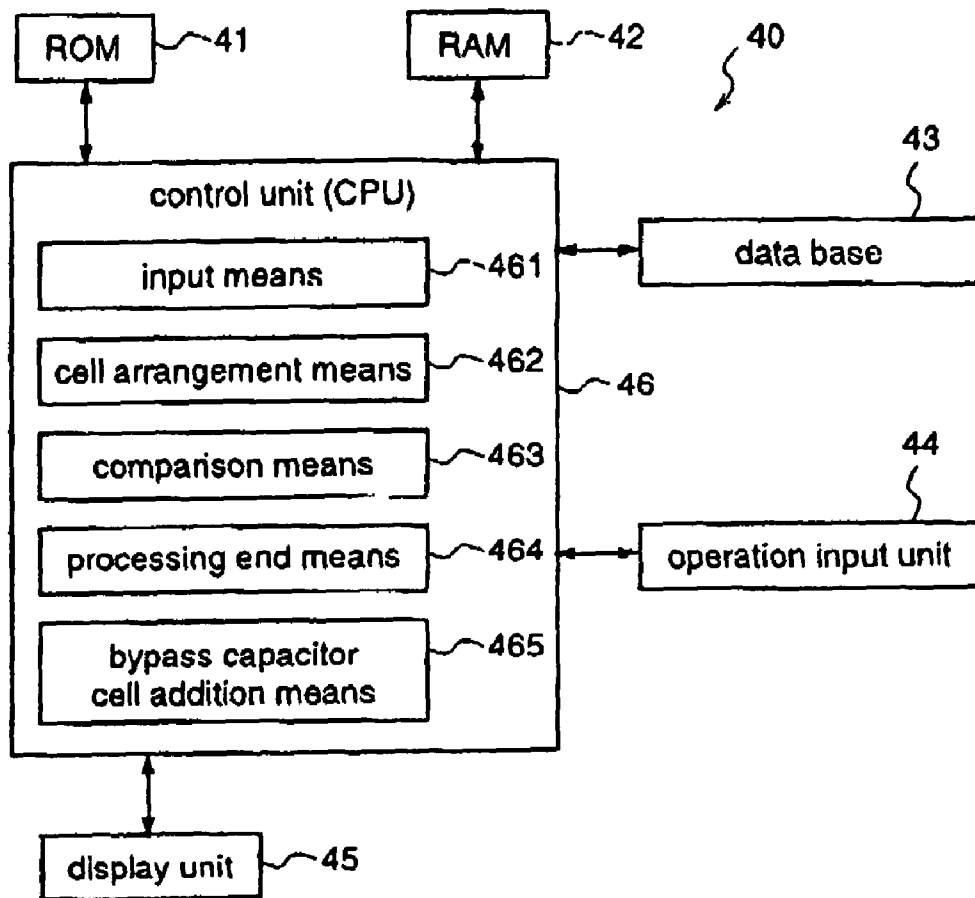 ROM 41
RAM 42
40
control unit (CPU)
43
data base
input means 461
cell arrangement means 462
46
comparison means 463
44
processing end means 464
operation input unit
bypass capacitor 465
cell addition means
display unit 45